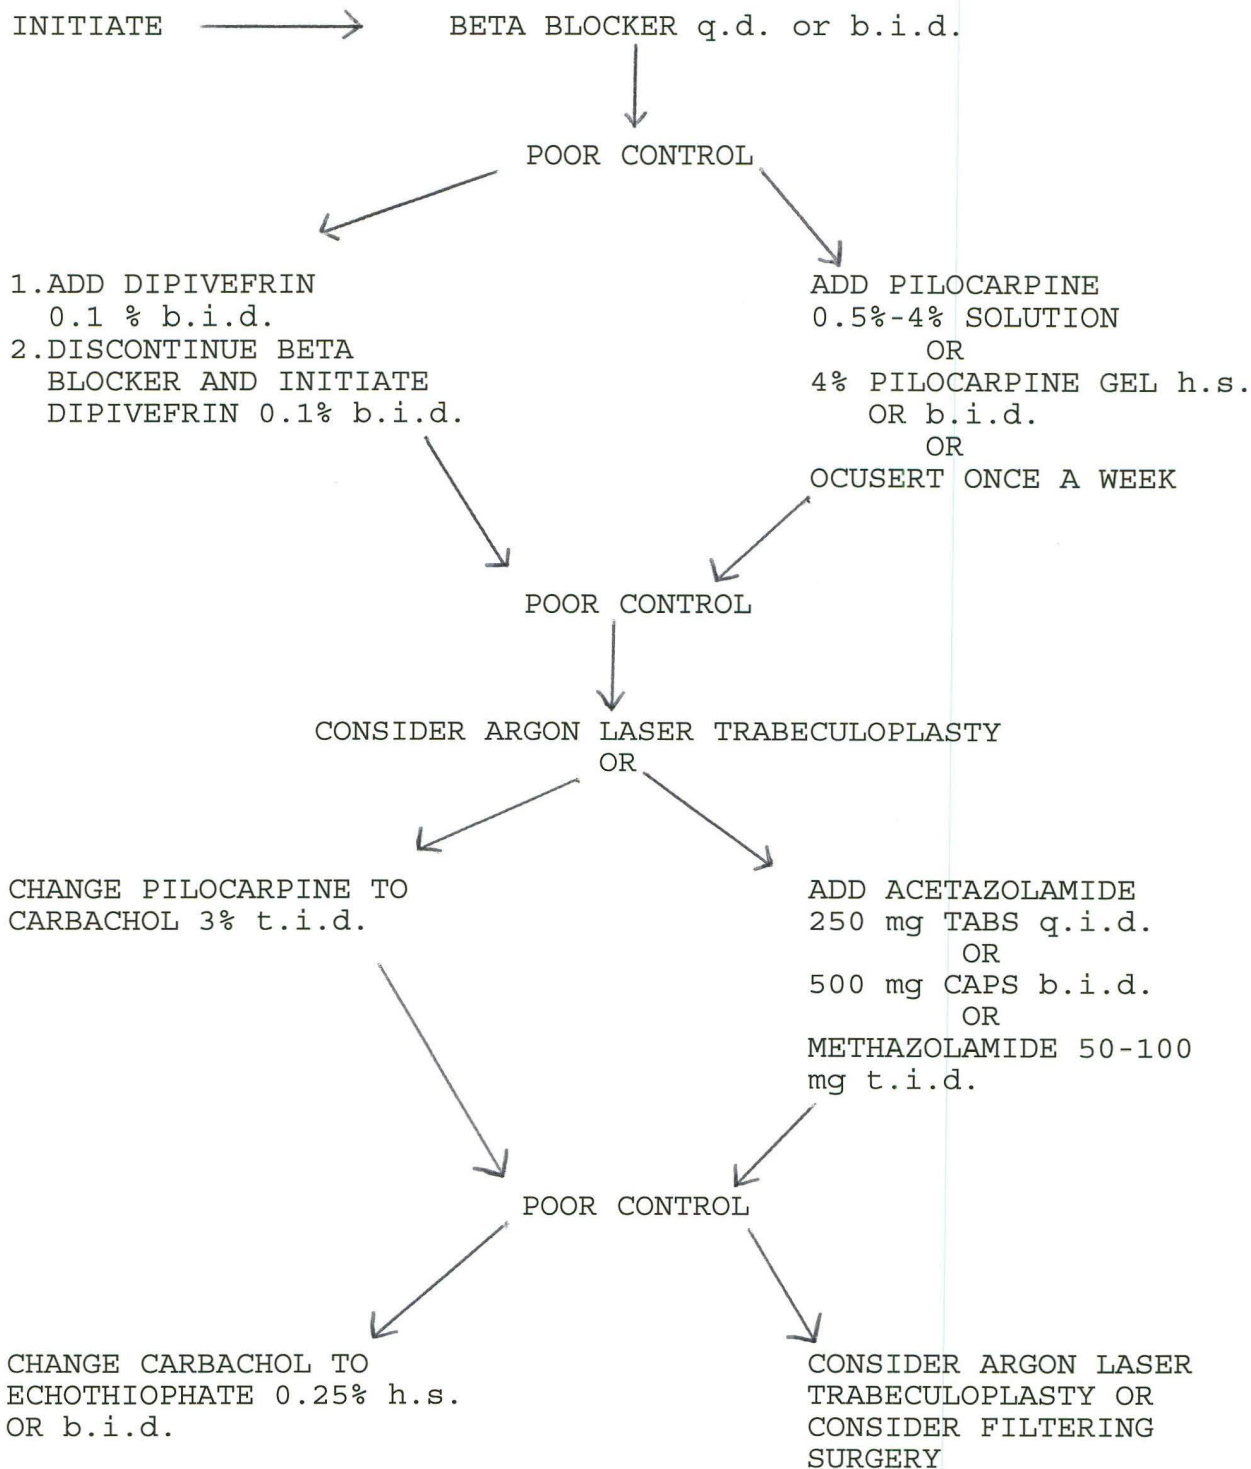 INITIATE
BETA BLOCKER q.d. or b.i.d.
POOR CONTROL
1.ADD DIPIVEFRIN
0.1 % b.i.d.
2.DISCONTINUE BETA
BLOCKER AND INITIATE
DIPIVEFRIN 0.1% b.i.d.
ADD PILOCARPINE
0.5%-4% SOLUTION
OR
4% PILOCARPINE GEL h.s.
OR b.i.d.
OR
OCUSERT ONCE A WEEK
POOR CONTROL
CONSIDER ARGON LASER TRABECULOPLASTY
OR
CHANGE PILOCARPINE TO
CARBACHOL 3% t.i.d.
ADD ACETAZOLAMIDE
250 mg TABS q.i.d.
OR
500 mg CAPS b.i.d.
OR
METHAZOLAMIDE 50-100
mg t.i.d.
POOR CONTROL
CHANGE CARBACHOL TO
ECHOTHIOPHATE 0.25% h.s.
OR b.i.d.
CONSIDER ARGON LASER
TRABECULOPLASTY OR
CONSIDER FILTERING
SURGERY